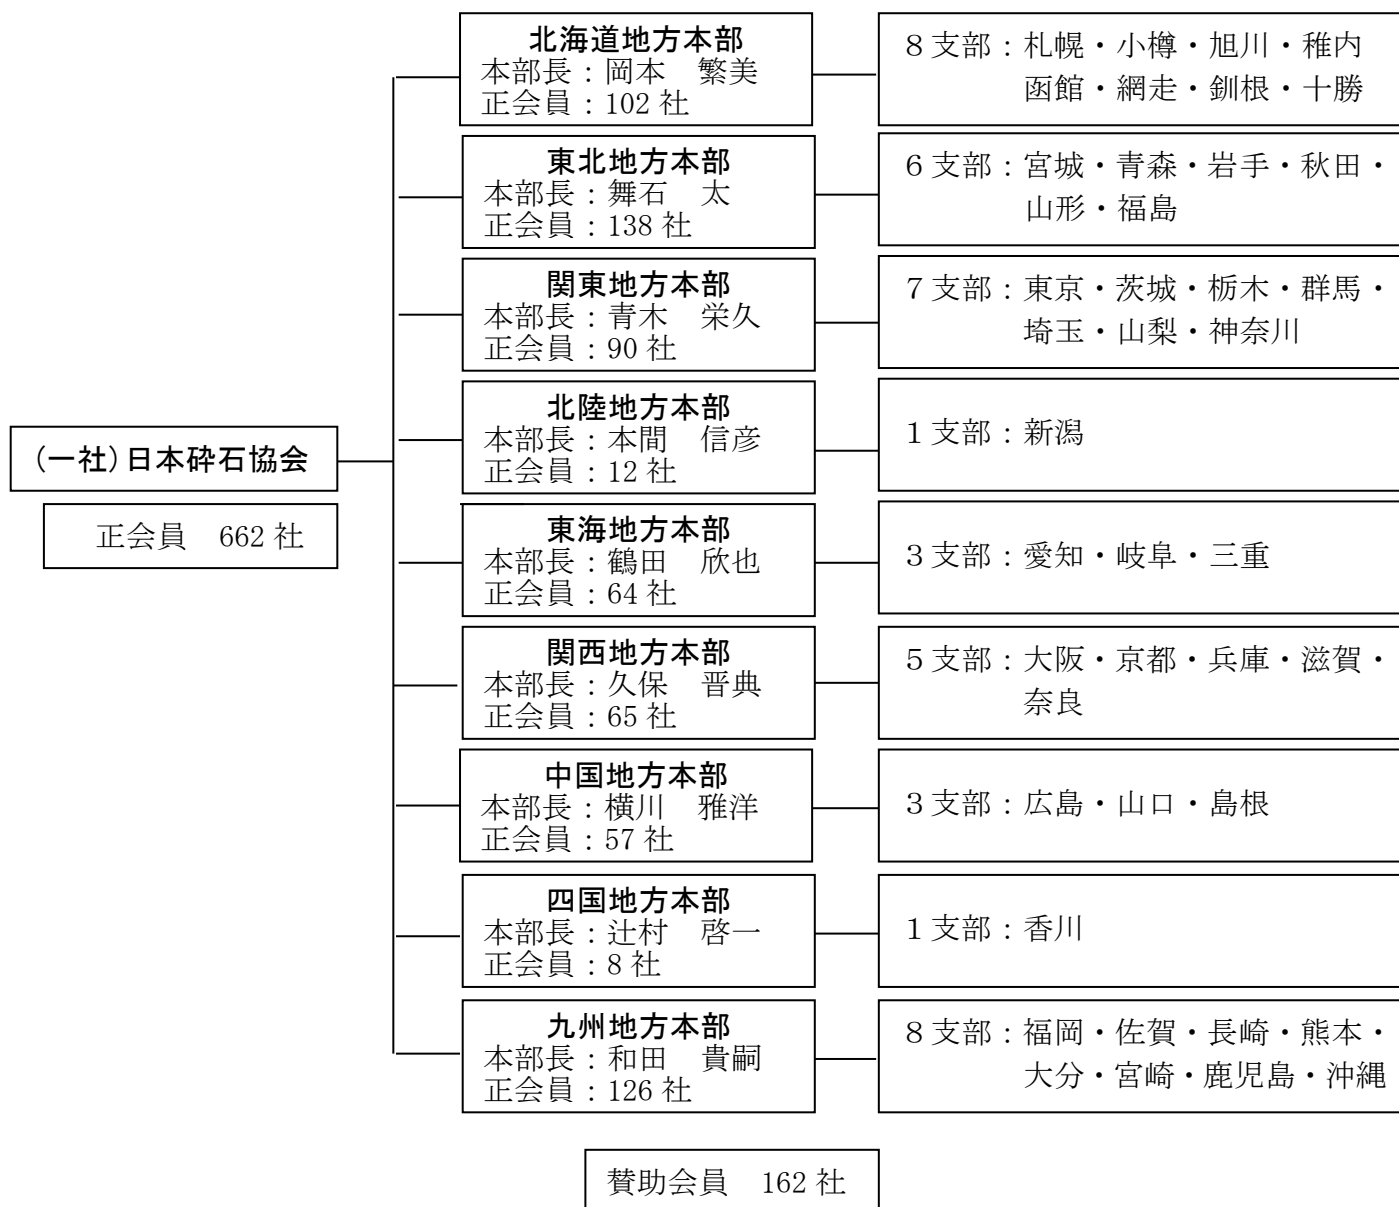 (一社)日本砕石協会
正会員　662 社
北海道地方本部
本部長：岡本　繁美
正会員：102 社
８支部：札幌・小樽・旭川・稚内
函館・網走・釧根・十勝
東北地方本部
本部長：舞石　太
正会員：138 社
６支部：宮城・青森・岩手・秋田・
山形・福島
関東地方本部
本部長：青木　栄久
正会員：90 社
７支部：東京・茨城・栃木・群馬・
埼玉・山梨・神奈川
北陸地方本部
本部長：本間　信彦
正会員：12 社
１支部：新潟
東海地方本部
本部長：鶴田　欣也
正会員：64 社
３支部：愛知・岐阜・三重
関西地方本部
本部長：久保　晋典
正会員：65 社
５支部：大阪・京都・兵庫・滋賀・
奈良
中国地方本部
本部長：横川　雅洋
正会員：57 社
３支部：広島・山口・島根
四国地方本部
本部長：辻村　啓一
正会員：8 社
１支部：香川
九州地方本部
本部長：和田　貴嗣
正会員：126 社
８支部：福岡・佐賀・長崎・熊本・
大分・宮崎・鹿児島・沖縄
賛助会員　162 社